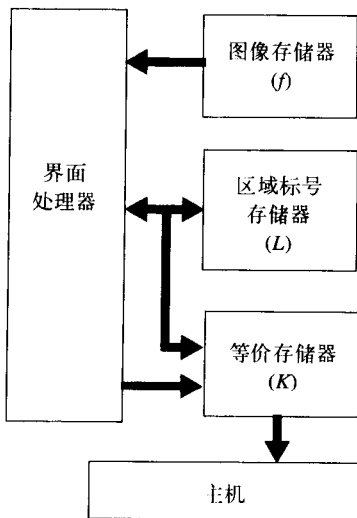 图像存储器
(f)
界面
处理器
区域标号
存储器
(L)
等价存储器
(K)
主机